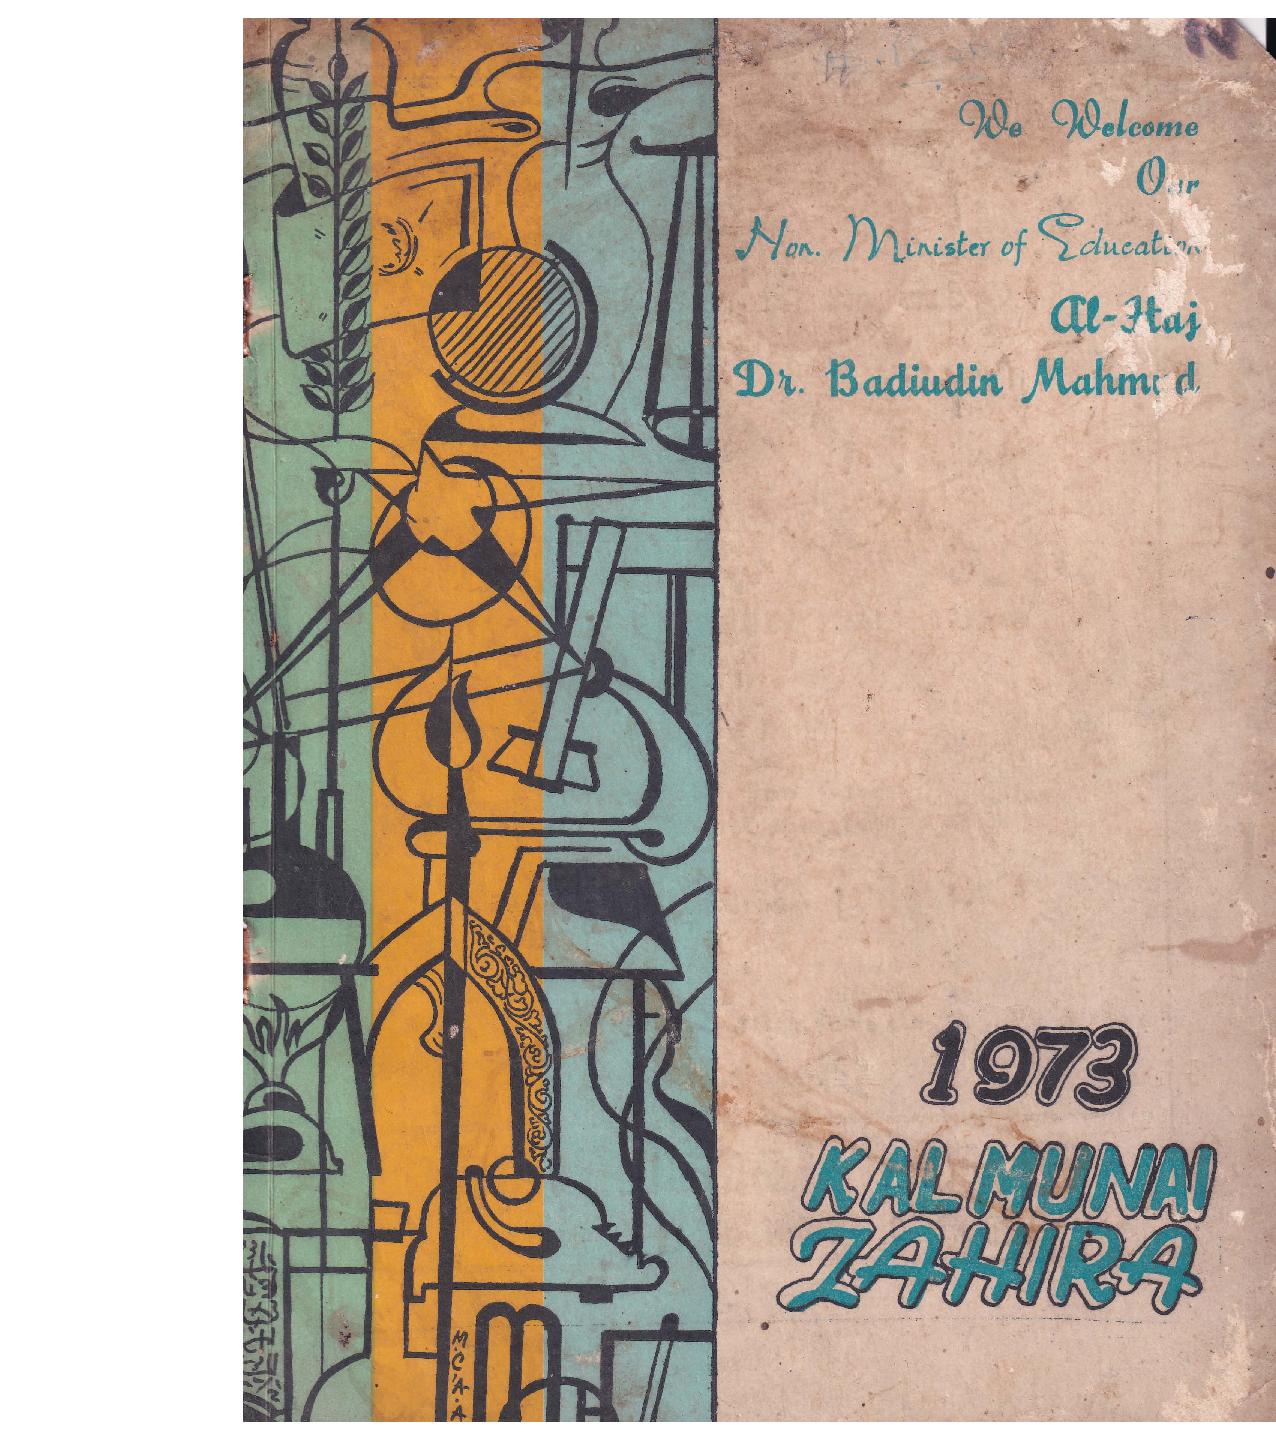 We Welcome
Our
Hon. Minister of Education
Al-Haj
Dr. Badiudin Mahmud
1973
KALMUNAI
ZAHIRA
M.C.A.A